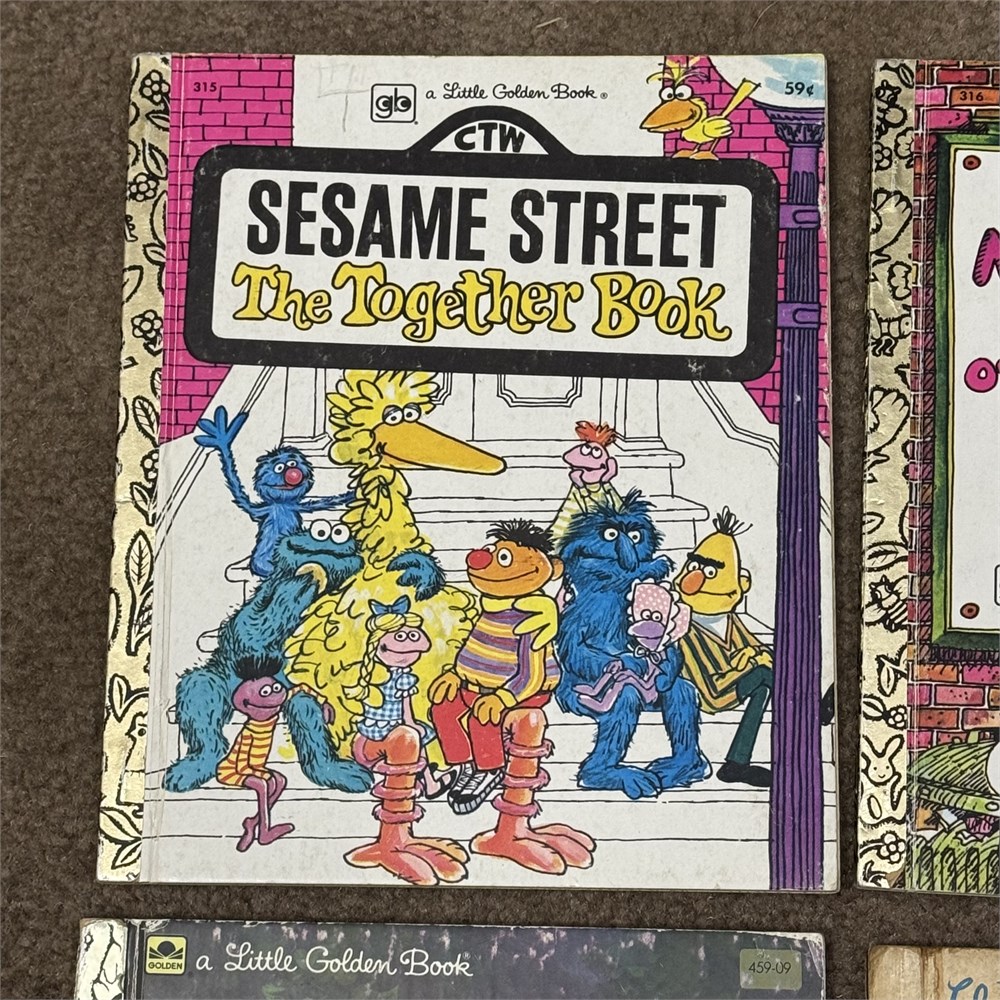 315
gb
a Little Golden Book®
59¢
CTW
SESAME STREET
The Together Book
316
GOLDEN
a Little Golden Book®
459-09